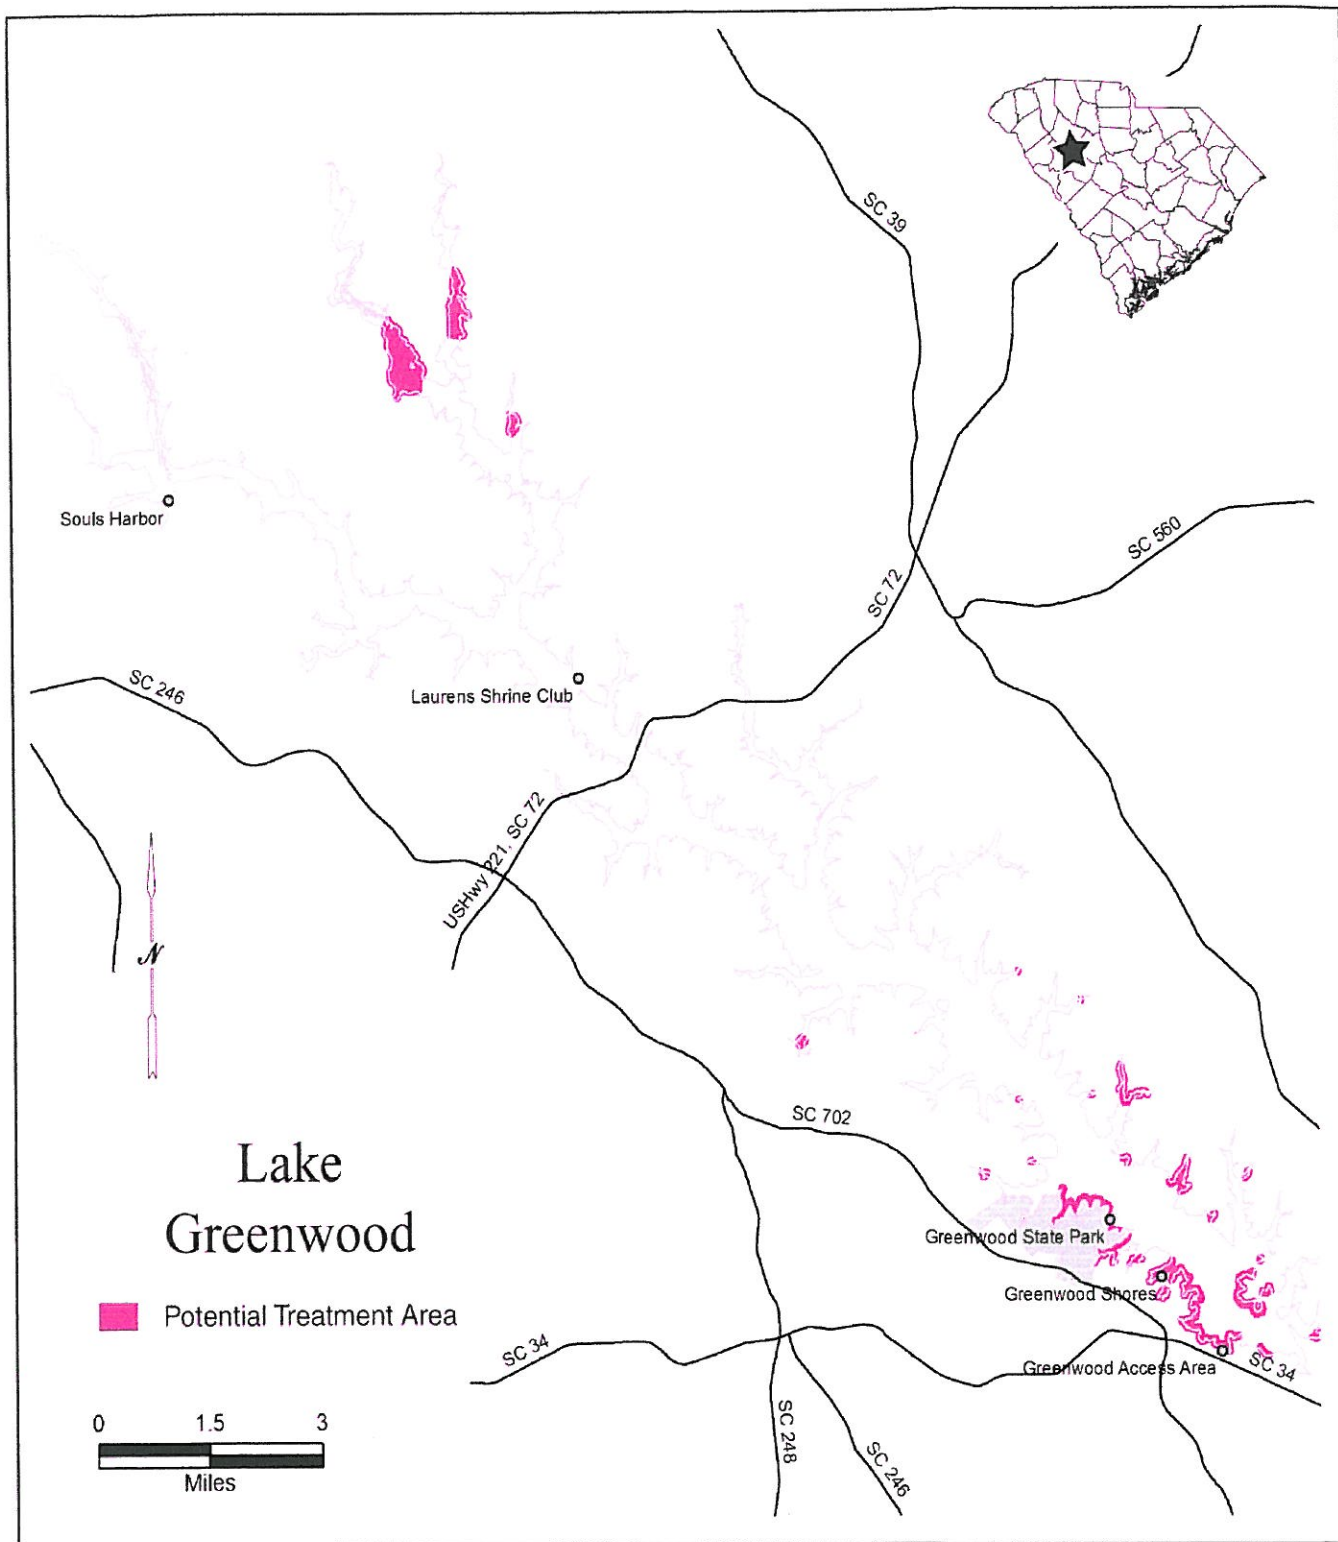 SC 39
SC 560
SC 72
Souls Harbor
SC 246
Laurens Shrine Club
USHwy 221, SC 72
N
SC 702
Lake
Greenwood
Greenwood State Park
Greenwood Shores
Potential Treatment Area
SC 34
Greenwood Access Area
SC 34
0 1.5 3
Miles
SC 248
SC 246